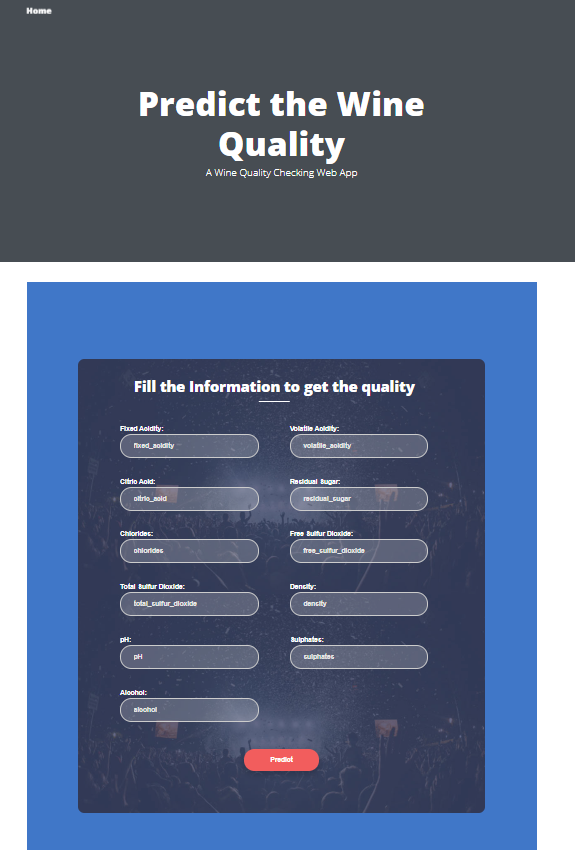 Home
Predict the Wine
Quality
A Wine Quality Checking Web App
Fill the Information to get the quality
Fixed Acidity:
Volatile Acidity:
fixed_acidity
volatile_acidity
Citric Acid:
Residual Sugar:
citric_acid
residual_sugar
Chlorides:
Free Sulfur Dioxide:
chlorides
free_sulfur_dioxide
Total Sulfur Dioxide:
Density:
total_sulfur_dioxide
density
pH:
Sulphates:
pH
sulphates
Alcohol:
alcohol
Predict